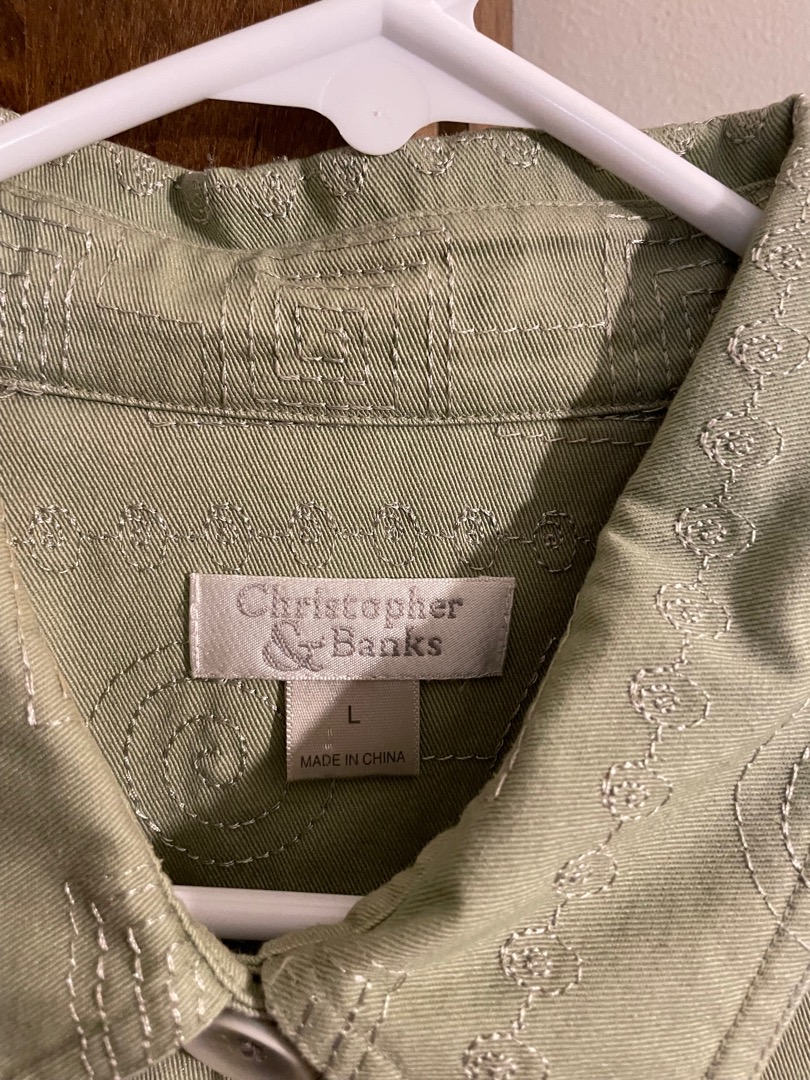 Christopher
& Banks
L
MADE IN CHINA